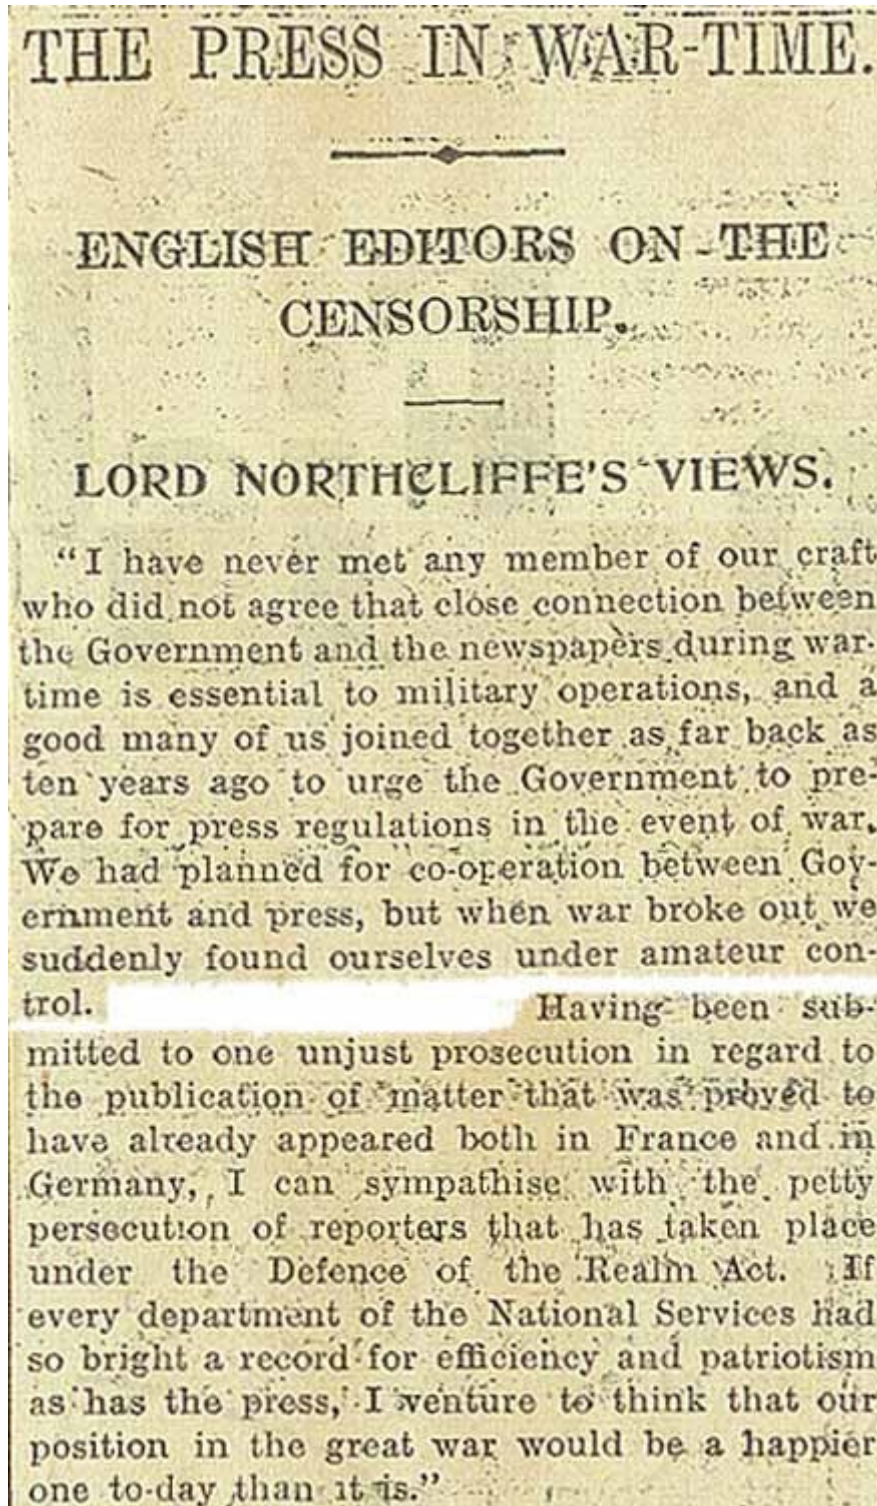 THE PRESS IN WAR-TIME.
ENGLISH EDITORS ON THE
CENSORSHIP.
LORD NORTHCLIFFE'S VIEWS.
"I have never met any member of our craft
who did not agree that close connection between
the Government and the newspapers during war-
time is essential to military operations, and a
good many of us joined together as far back as
ten years ago to urge the Government to pre-
pare for press regulations in the event of war.
We had planned for co-operation between Gov-
ernment and press, but when war broke out we
suddenly found ourselves under amateur con-
trol. Having been sub-
mitted to one unjust prosecution in regard to
the publication of matter that was proved to
have already appeared both in France and in
Germany, I can sympathise with the petty
persecution of reporters that has taken place
under the Defence of the Realm Act. If
every department of the National Services had
so bright a record for efficiency and patriotism
as has the press, I venture to think that our
position in the great war would be a happier
one to-day than it is."